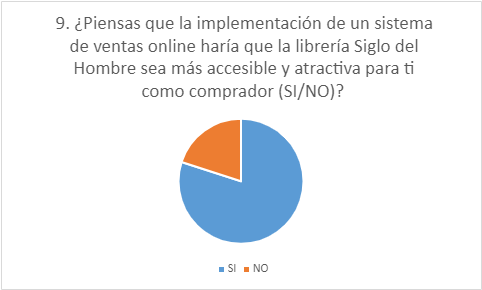 9. ¿Piensas que la implementación de un sistema
de ventas online haría que la librería Siglo del
Hombre sea más accesible y atractiva para ti
como comprador (SI/NO)?
SI NO